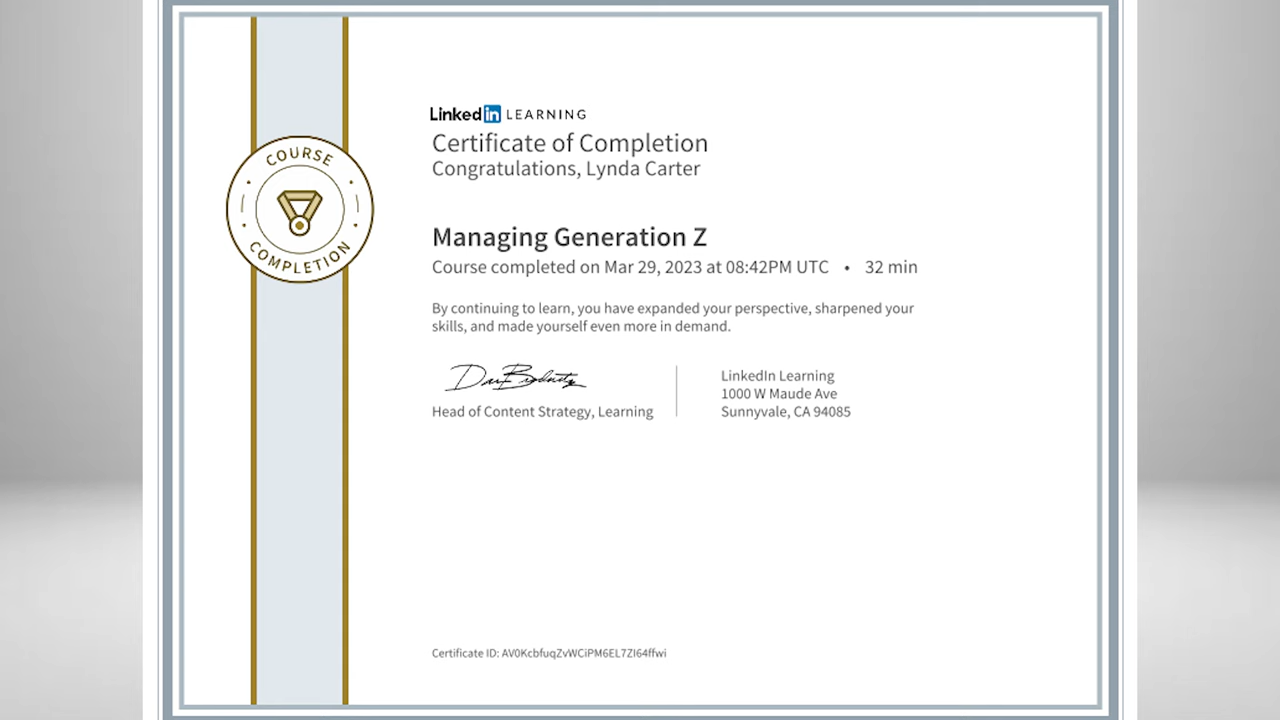 COURSE
COMPLETION
Linked in LEARNING
Certificate of Completion
Congratulations, Lynda Carter
Managing Generation Z
Course completed on Mar 29, 2023 at 08:42PM UTC • 32 min
By continuing to learn, you have expanded your perspective, sharpened your
skills, and made yourself even more in demand.
Head of Content Strategy, Learning
LinkedIn Learning
1000 W Maude Ave
Sunnyvale, CA 94085
Certificate ID: AV0KcbfuqZvWCiPM6EL7ZI64ffwi